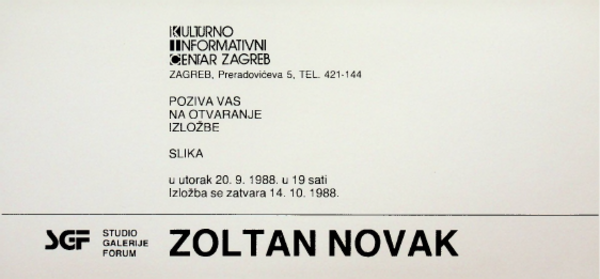 KULTURNO
INFORMATIVNI
CENTAR ZAGREB
ZAGREB, Preradovićeva 5, TEL. 421-144
POZIVA VAS
NA OTVARANJE
IZLOŽBE
SLIKA
u utorak 20. 9. 1988. u 19 sati
Izložba se zatvara 14. 10. 1988.
SGF
STUDIO
GALERIJE
FORUM
ZOLTAN NOVAK